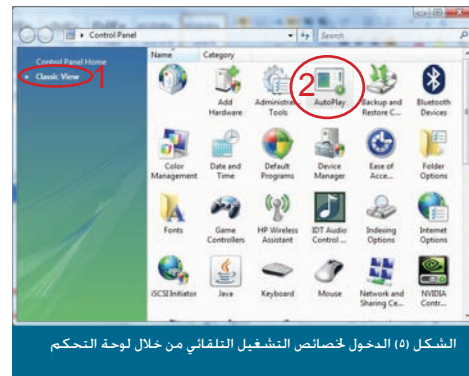 Control Panel
Search
Control Panel Home
Classic View
1
Name
Category
2
Add Hardware
Administrat... Tools
AutoPlay
Backup and Restore C...
Bluetooth Devices
Color Management
Date and Time
Default Programs
Device Manager
Ease of Acce...
Folder Options
Fonts
Game Controllers
HP Wireless Assistant
IDT Audio Control ...
Indexing Options
Internet Options
iSCSI Initiator
Java
Keyboard
Mouse
Network and Sharing Ce...
NVIDIA Contr...
الشكل (٥) الدخول لخصائص التشغيل التلقائي من خلال لوحة التحكم